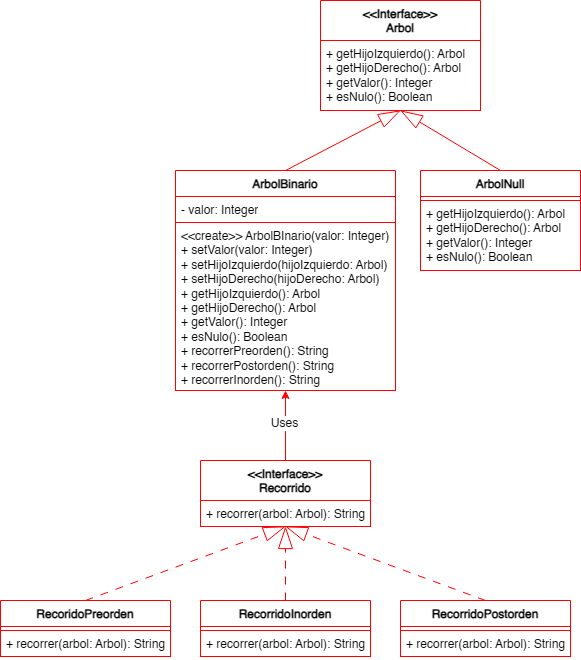 <<Interface>>
Arbol
+ getHijoIzquierdo(): Arbol
+ getHijoDerecho(): Arbol
+ getValor(): Integer
+ esNulo(): Boolean
ArbolBinario
- valor: Integer
<<create>> ArbolBInario(valor: Integer)
+ setValor(valor: Integer)
+ setHijoIzquierdo(hijoIzquierdo: Arbol)
+ setHijoDerecho(hijoDerecho: Arbol)
+ getHijoIzquierdo(): Arbol
+ getHijoDerecho(): Arbol
+ getValor(): Integer
+ esNulo(): Boolean
+ recorrerPreorden(): String
+ recorrerPostorden(): String
+ recorrerInorden(): String
ArbolNull
+ getHijoIzquierdo(): Arbol
+ getHijoDerecho(): Arbol
+ getValor(): Integer
+ esNulo(): Boolean
Uses
<<Interface>>
Recorrido
+ recorrer(arbol: Arbol): String
RecoridoPreorden
+ recorrer(arbol: Arbol): String
RecorridoInorden
+ recorrer(arbol: Arbol): String
RecorridoPostorden
+ recorrer(arbol: Arbol): String